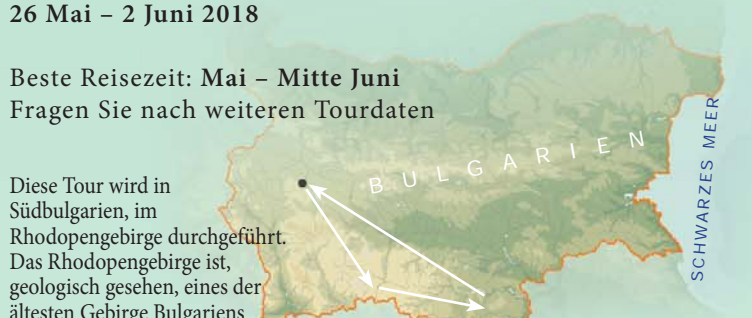 26 Mai – 2 Juni 2018
Beste Reisezeit: Mai – Mitte Juni
Fragen Sie nach weiteren Tourdaten
Diese Tour wird in
Südbulgarien, im
Rhodopengebirge durchgeführt.
Das Rhodopengebirge ist,
geologisch gesehen, eines der
ältesten Gebirge Bulgariens
BULGARIEN
SCHWARZES MEER